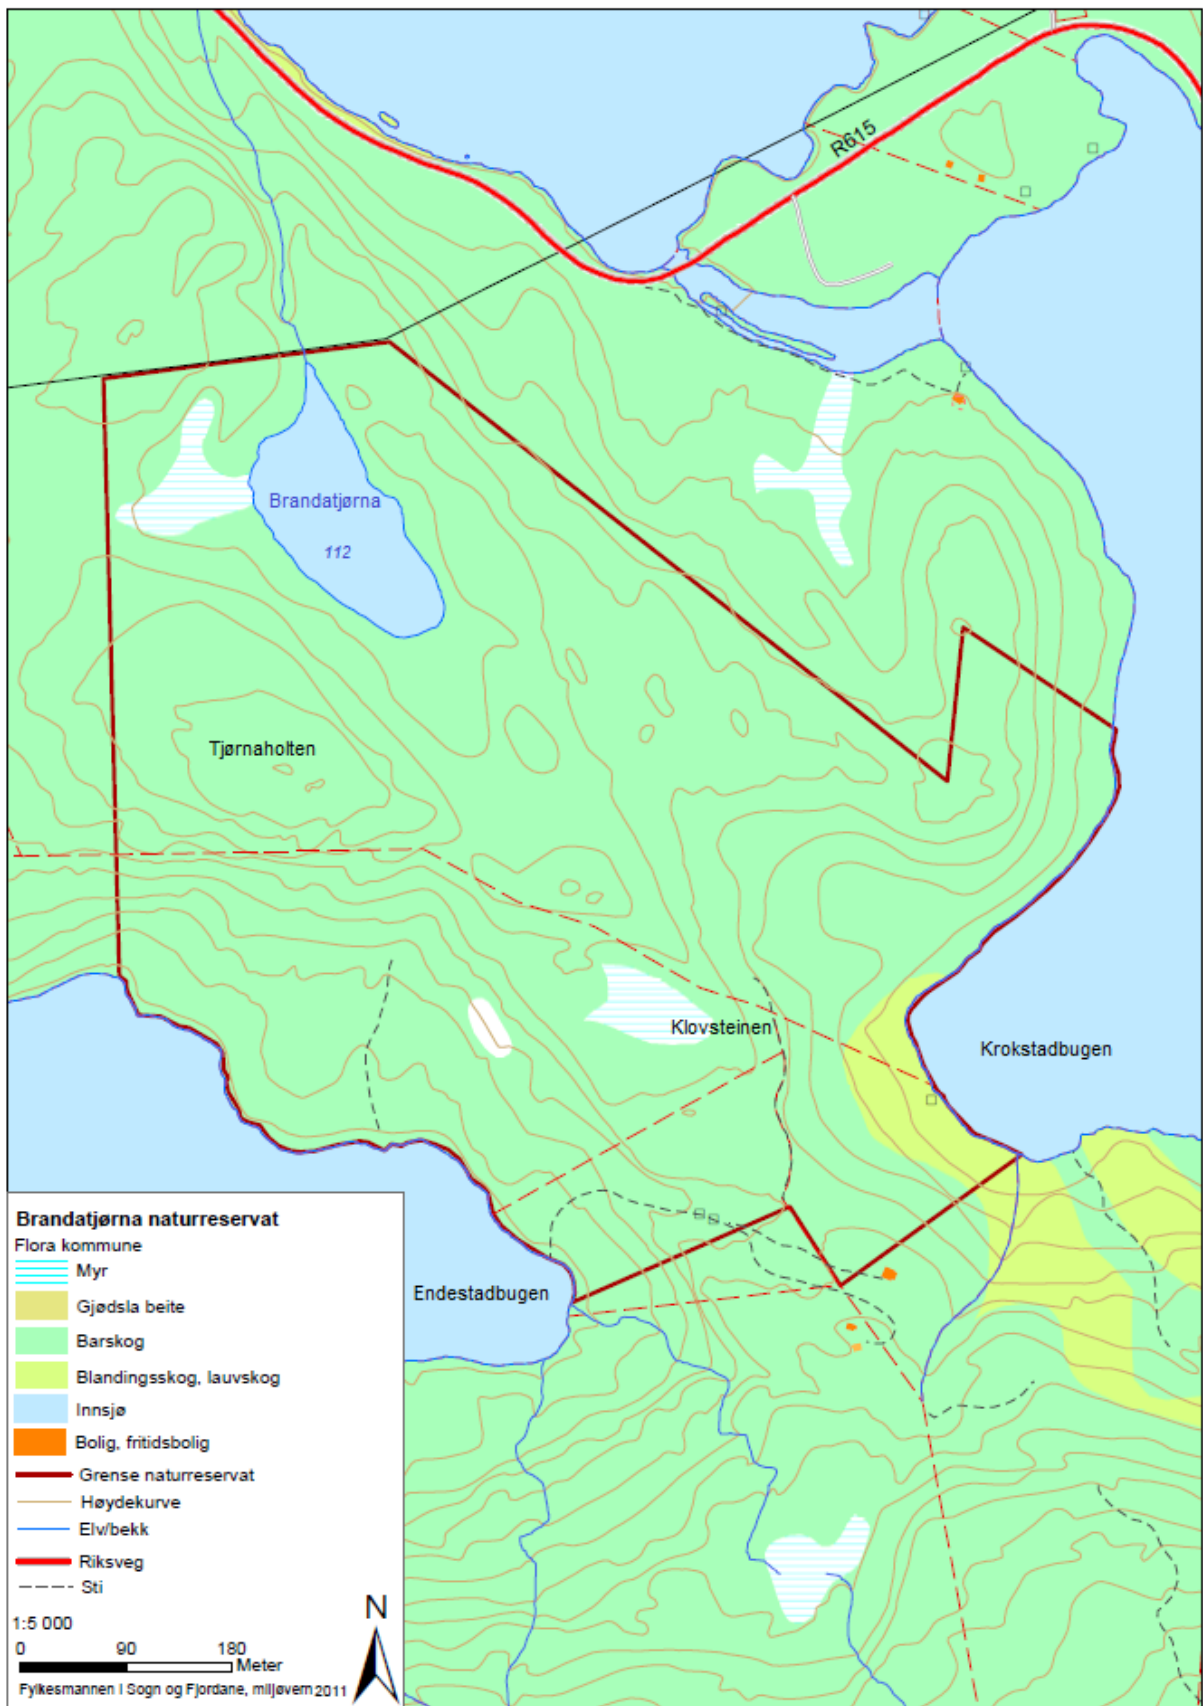 R615
Brandatjørna
112
Tjørnaholten
Klovsteinen
Krokstadbugen
Endestadbugen
Brandatjørna naturreservat
Flora kommune
Myr
Gjødsla beite
Barskog
Blandingsskog, lauvskog
Innsjø
Bolig, fritidsbolig
Grense naturreservat
Høydekurve
Elv/bekk
Riksveg
Sti
1:5 000
N
0 90 180
Meter
Fylkesmannen i Sogn og Fjordane, miljøvern 2011